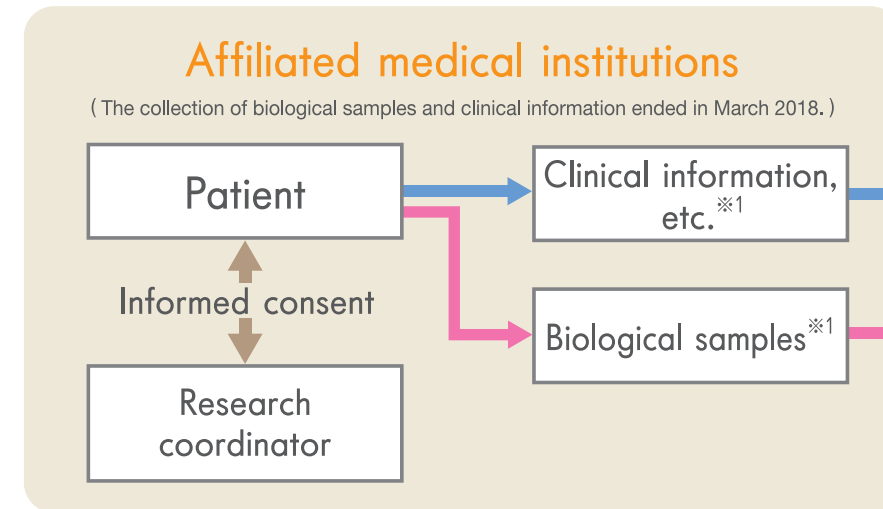 Affiliated medical institutions
( The collection of biological samples and clinical information ended in March 2018. )
Patient
Clinical information,
etc.※1
Informed consent
Biological samples※1
Research
coordinator